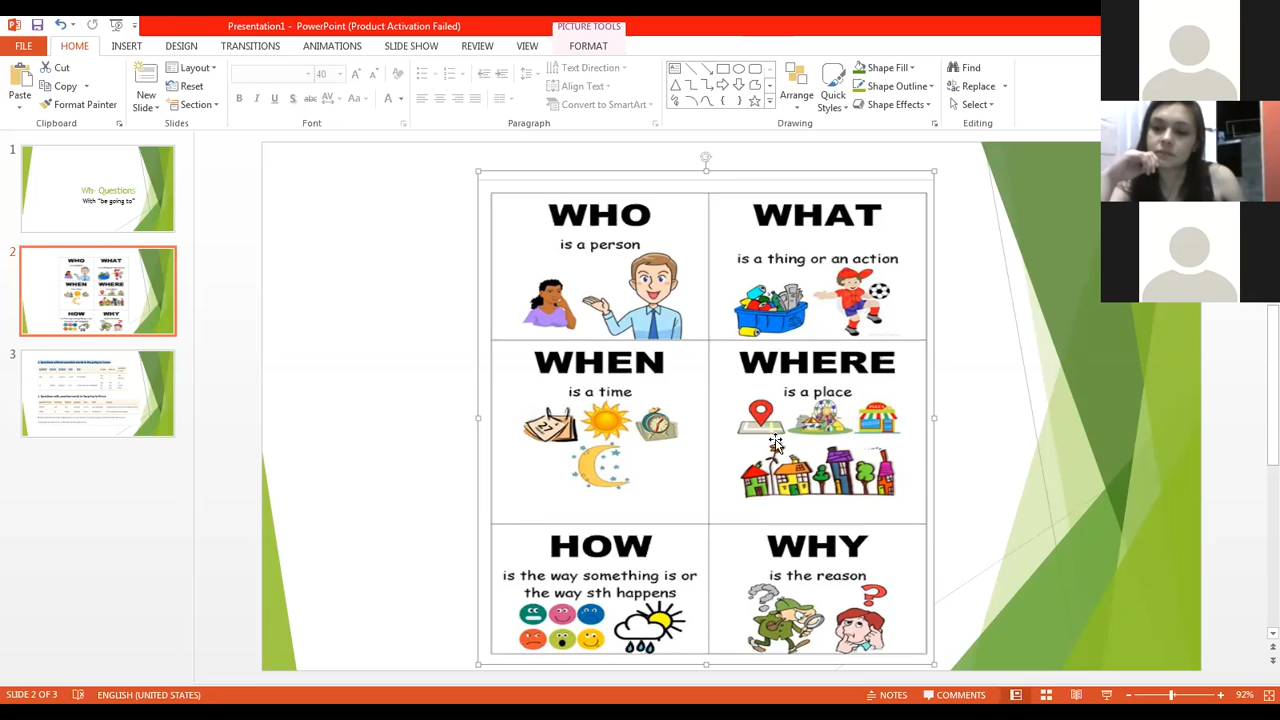 Presentation1 - PowerPoint (Product Activation Failed)
PICTURE TOOLS
FILE
HOME
INSERT
DESIGN
TRANSITIONS
ANIMATIONS
SLIDE SHOW
REVIEW
VIEW
FORMAT
Paste
Cut
Copy
Format Painter
Clipboard
New
Slide
Layout
Reset
Section
Slides
40
Font
Text Direction
Align Text
Convert to SmartArt
Paragraph
Arrange
Quick
Styles
Shape Fill
Shape Outline
Shape Effects
Drawing
Find
Replace
Select
Editing
1
Wh- Questions
With "be going to"
2
3
WHO
is a person
WHAT
is a thing or an action
WHEN
is a time
27
WHERE
is a place
HOW
is the way something is or
the way sth happens
WHY
is the reason
SLIDE 2 OF 3
ENGLISH (UNITED STATES)
NOTES
COMMENTS
92%